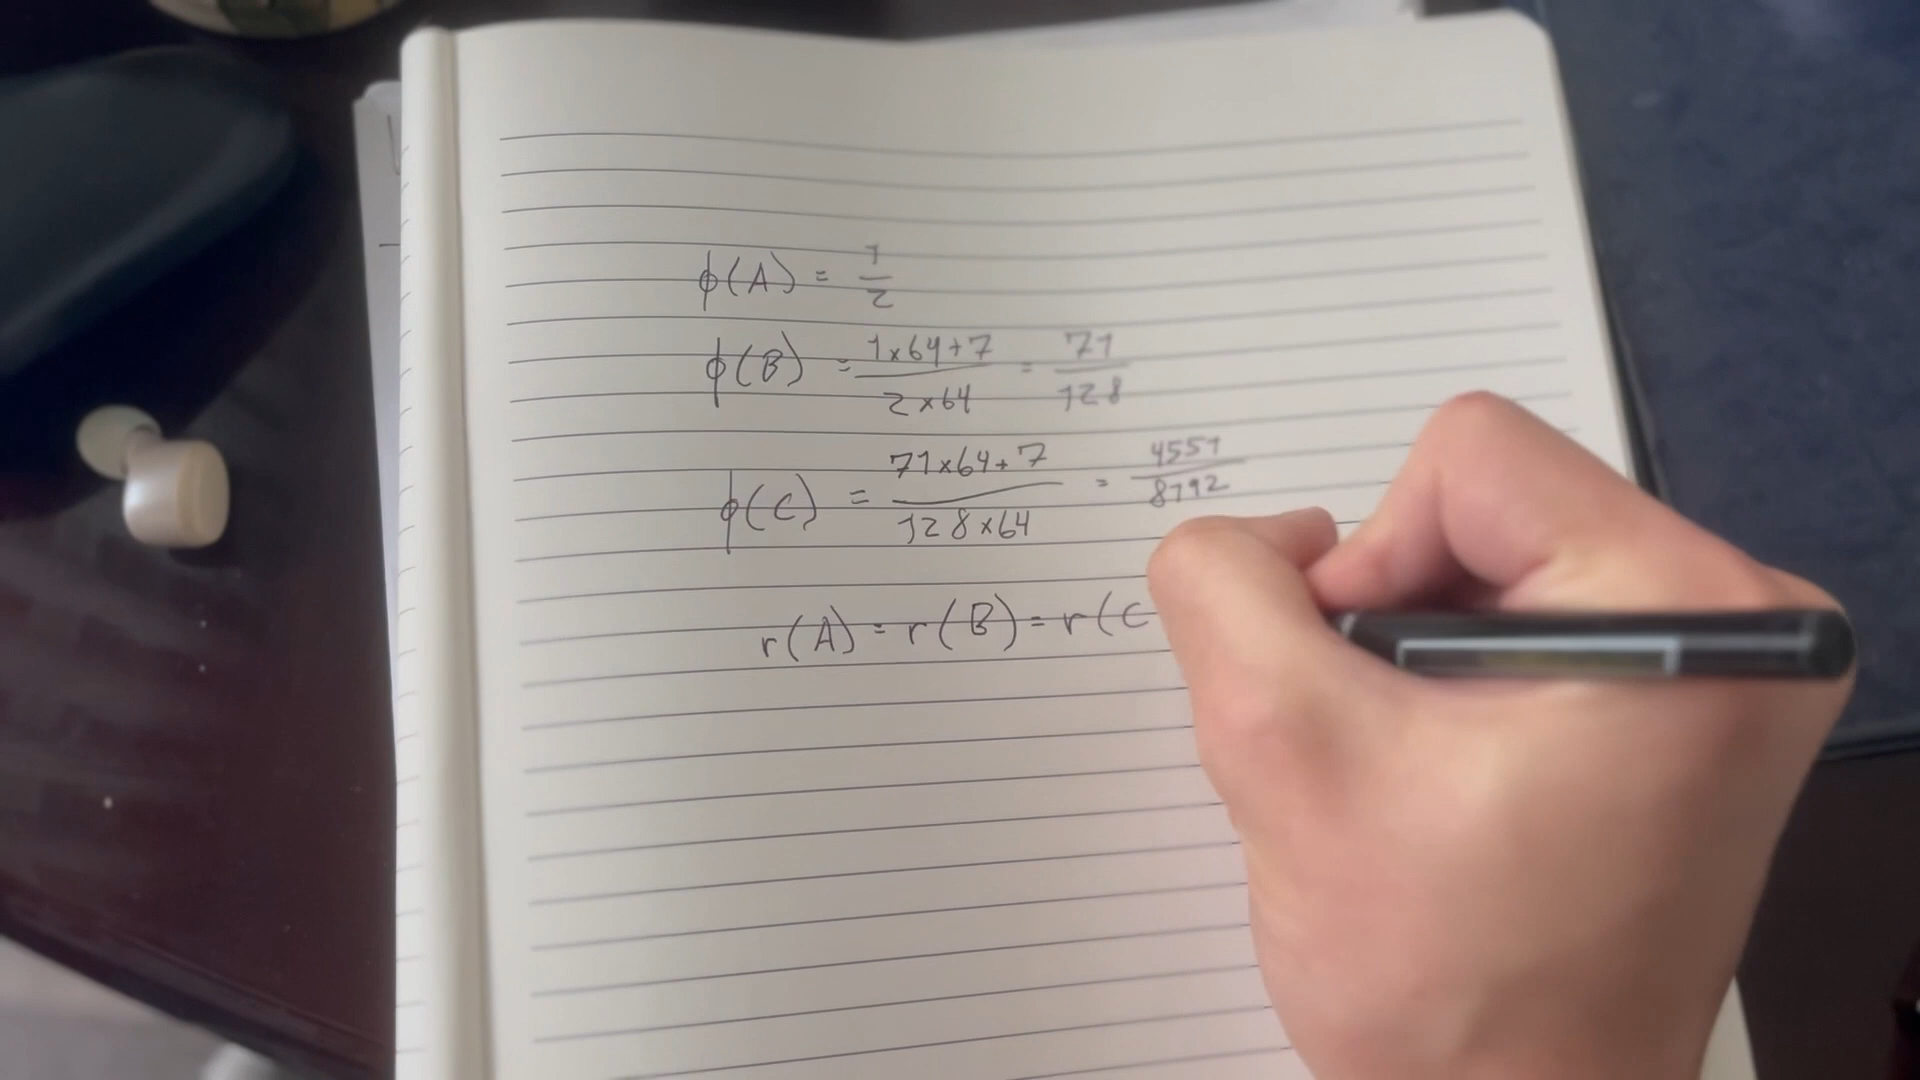 ϕ(A) = 1/2
ϕ(B) = (1×64+7)/(2×64) = 71/128
ϕ(C) = (71×64+7)/(128×64) = 4551/8192
r(A) = r(B) = r(C